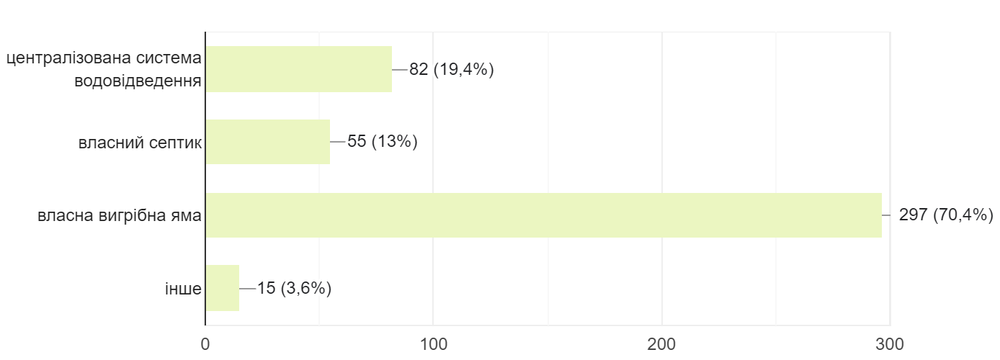 централізована система
водовідведення
82 (19,4%)
власний септик
55 (13%)
власна вигрібна яма
297 (70,4%)
інше
15 (3,6%)
0
100
200
300